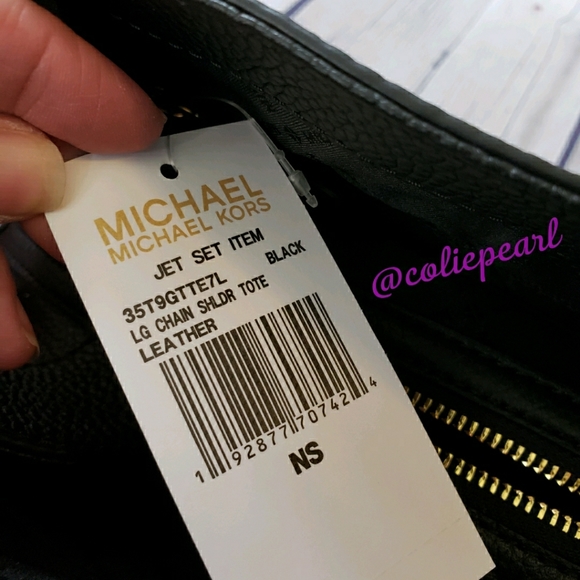 MICHAEL
MICHAEL KORS
JET SET ITEM
35T9GTTE7L BLACK
LG CHAIN SHLDR TOTE
LEATHER
1 92877 70742 4
NS
@coliepearl